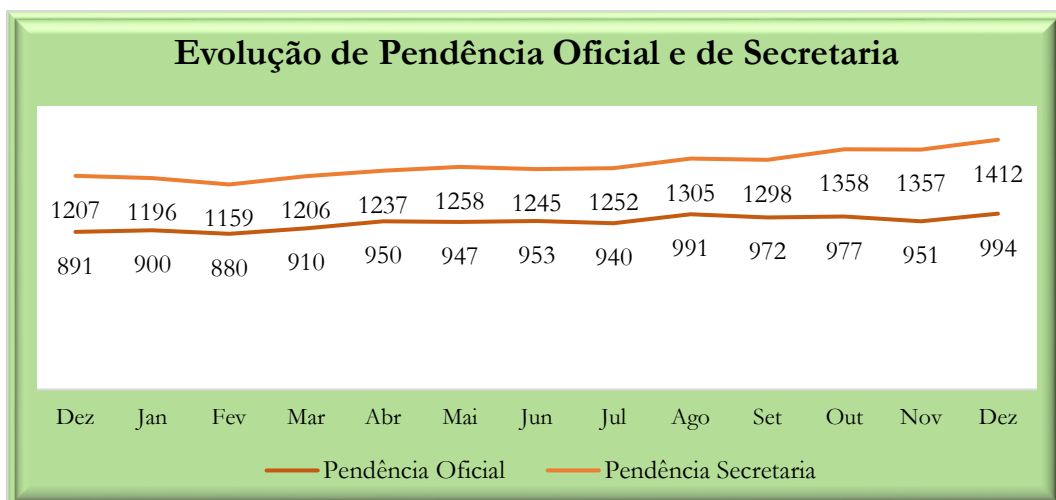 Evolução de Pendência Oficial e de Secretaria
1207 1196 1159 1206 1237 1258 1245 1252 1305 1298 1358 1357 1412
891 900 880 910 950 947 953 940 991 972 977 951 994
Dez Jan Fev Mar Abr Mai Jun Jul Ago Set Out Nov Dez
Pendência Oficial Pendência Secretaria